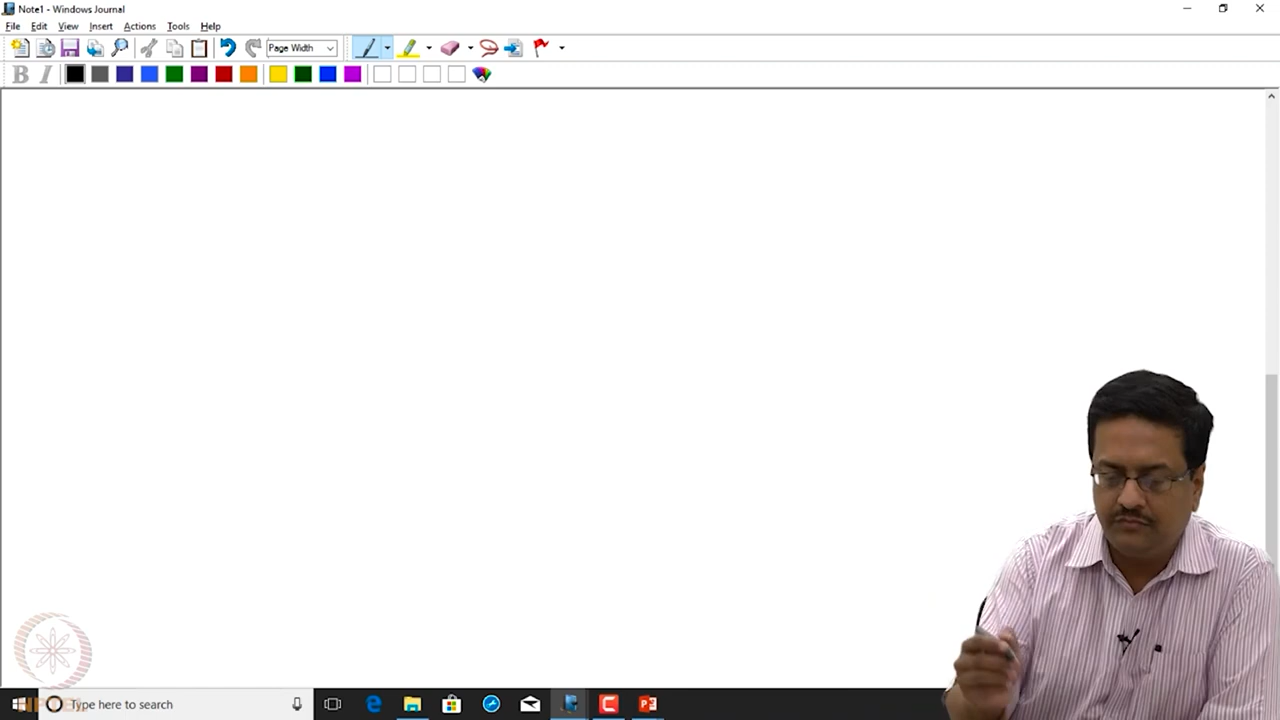 Note1 - Windows Journal
File Edit View Insert Actions Tools Help
Page Width
B I
Type here to search